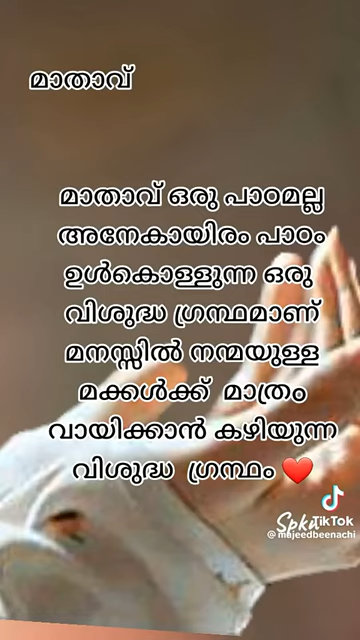 മാതാവ്
മാതാവ് ഒരു പാഠമല്ല
അനേകായിരം പാഠം
ഉൾകൊള്ളുന്ന ഒരു
വിശുദ്ധ ഗ്രന്ഥമാണ്
മനസ്സിൽ നന്മയുള്ള
മക്കൾക്ക് മാത്രം
വായിക്കാൻ കഴിയുന്ന
വിശുദ്ധ ഗ്രന്ഥം ❤️
TikTok
@majeedbeenachi